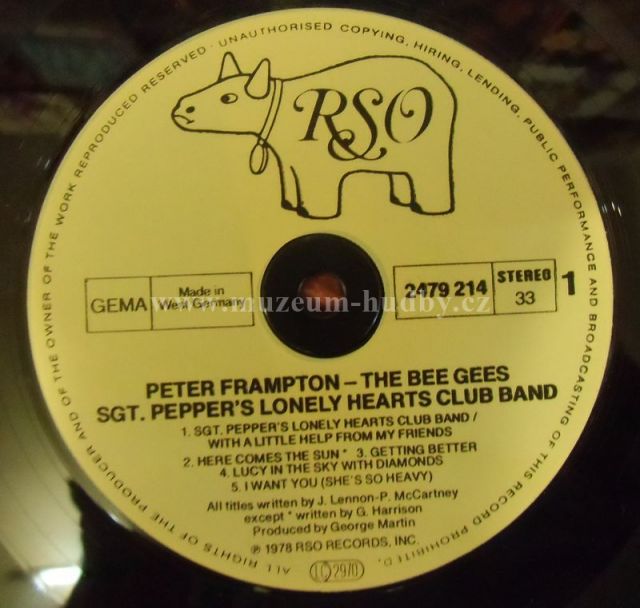 ALL RIGHTS OF THE PRODUCER AND OF THE OWNER OF THE WORK REPRODUCED RESERVED · UNAUTHORISED COPYING, HIRING, LENDING, PUBLIC PERFORMANCE AND BROADCASTING OF THIS RECORD PROHIBITED.
RSO
GEMA
Made in
West Germany
2479 214
STEREO
33
1
www.muzeum-hudby.cz
PETER FRAMPTON – THE BEE GEES
SGT. PEPPER'S LONELY HEARTS CLUB BAND
1. SGT. PEPPER'S LONELY HEARTS CLUB BAND /
WITH A LITTLE HELP FROM MY FRIENDS
2. HERE COMES THE SUN * 3. GETTING BETTER
4. LUCY IN THE SKY WITH DIAMONDS
5. I WANT YOU (SHE'S SO HEAVY)
All titles written by J. Lennon-P. McCartney
except * written by G. Harrison
Produced by George Martin
℗ 1978 RSO RECORDS, INC.
LC 2970